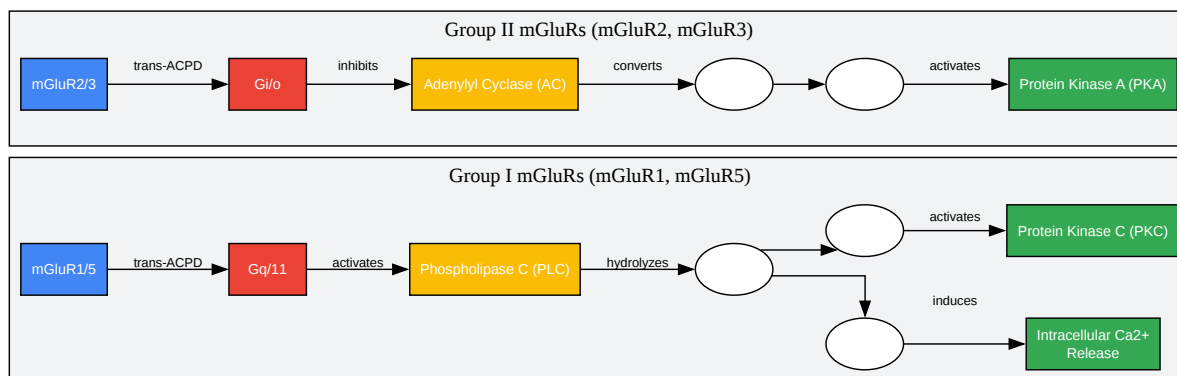 Group II mGluRs (mGluR2, mGluR3)
mGluR2/3
trans-ACPD
Gi/o
inhibits
Adenylyl Cyclase (AC)
converts
activates
Protein Kinase A (PKA)
Group I mGluRs (mGluR1, mGluR5)
mGluR1/5
trans-ACPD
Gq/11
activates
Phospholipase C (PLC)
hydrolyzes
activates
Protein Kinase C (PKC)
induces
Intracellular Ca2+
Release